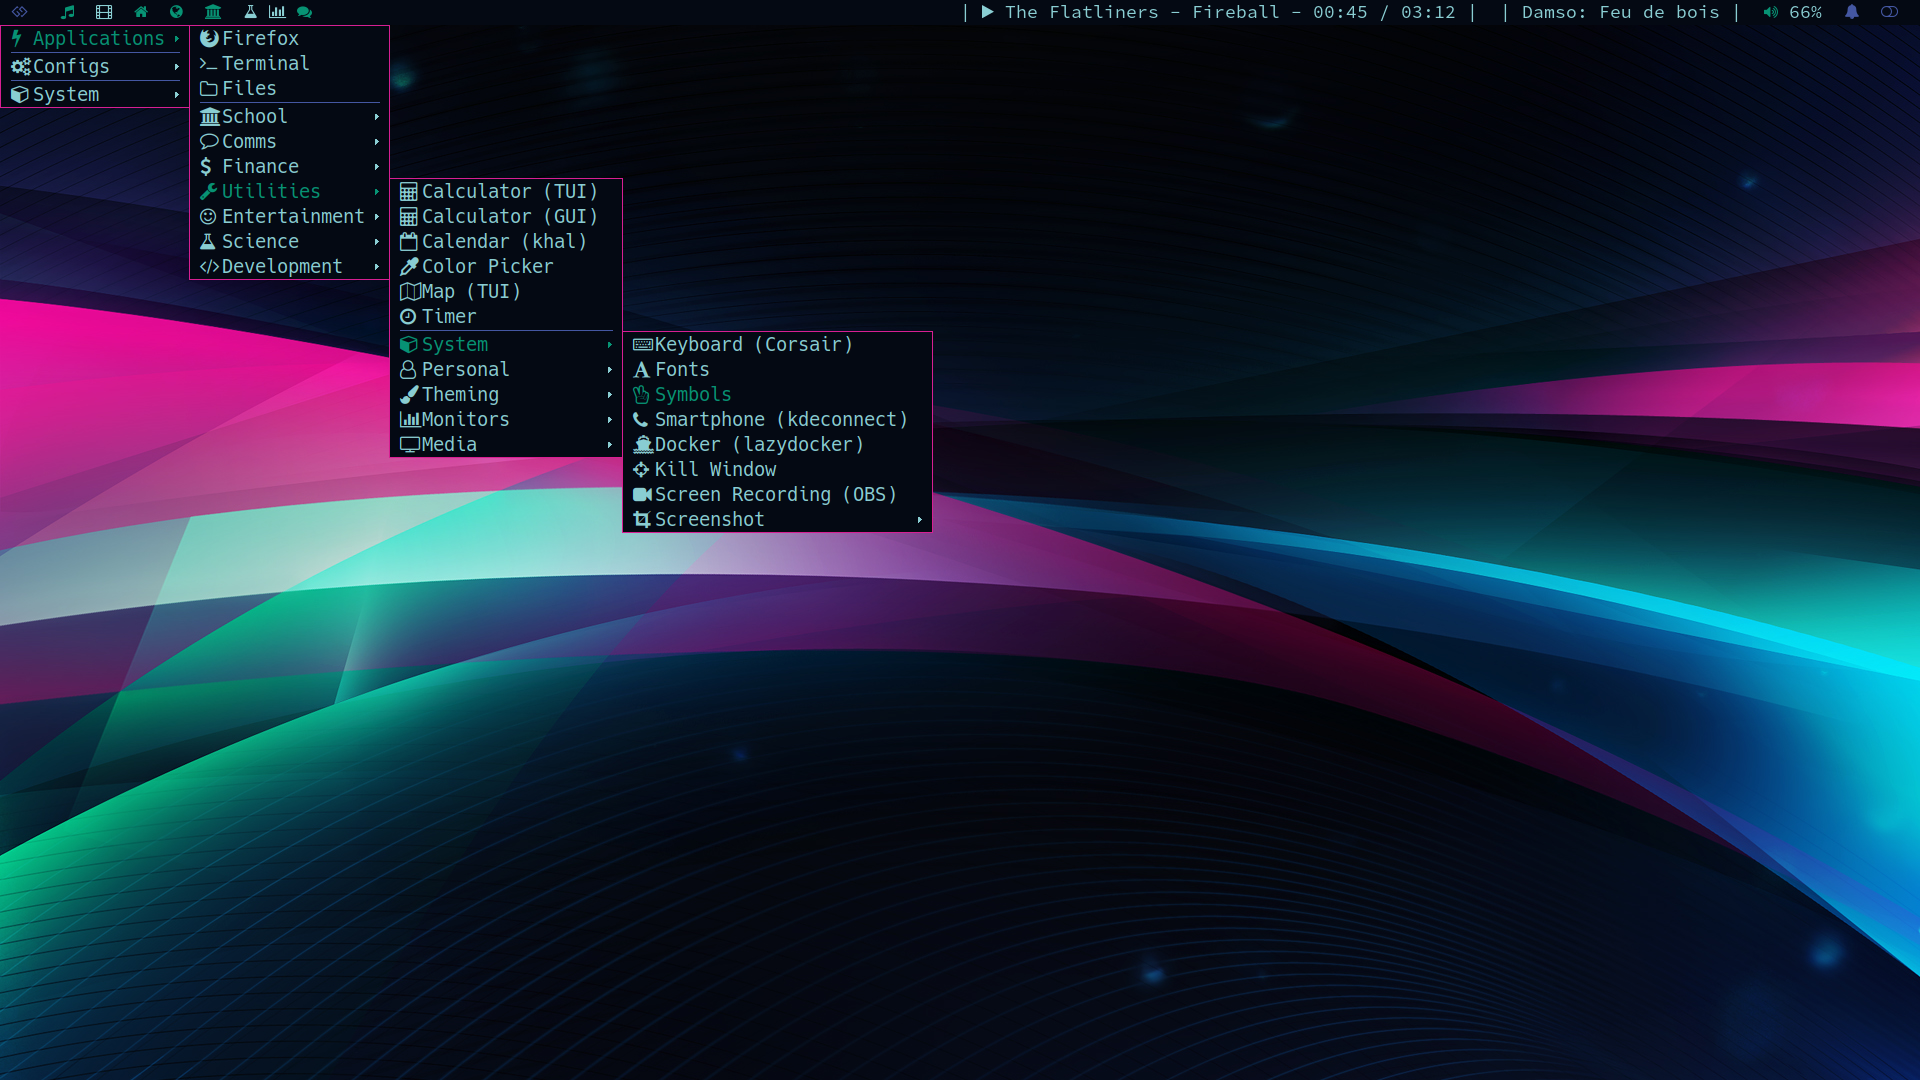 | ▶ The Flatliners - Fireball - 00:45 / 03:12 | | Damso: Feu de bois | 66%
Applications
Configs
System
Firefox
Terminal
Files
School
Comms
Finance
Utilities
Entertainment
Science
Development
Calculator (TUI)
Calculator (GUI)
Calendar (khal)
Color Picker
Map (TUI)
Timer
System
Personal
Theming
Monitors
Media
Keyboard (Corsair)
Fonts
Symbols
Smartphone (kdeconnect)
Docker (lazydocker)
Kill Window
Screen Recording (OBS)
Screenshot